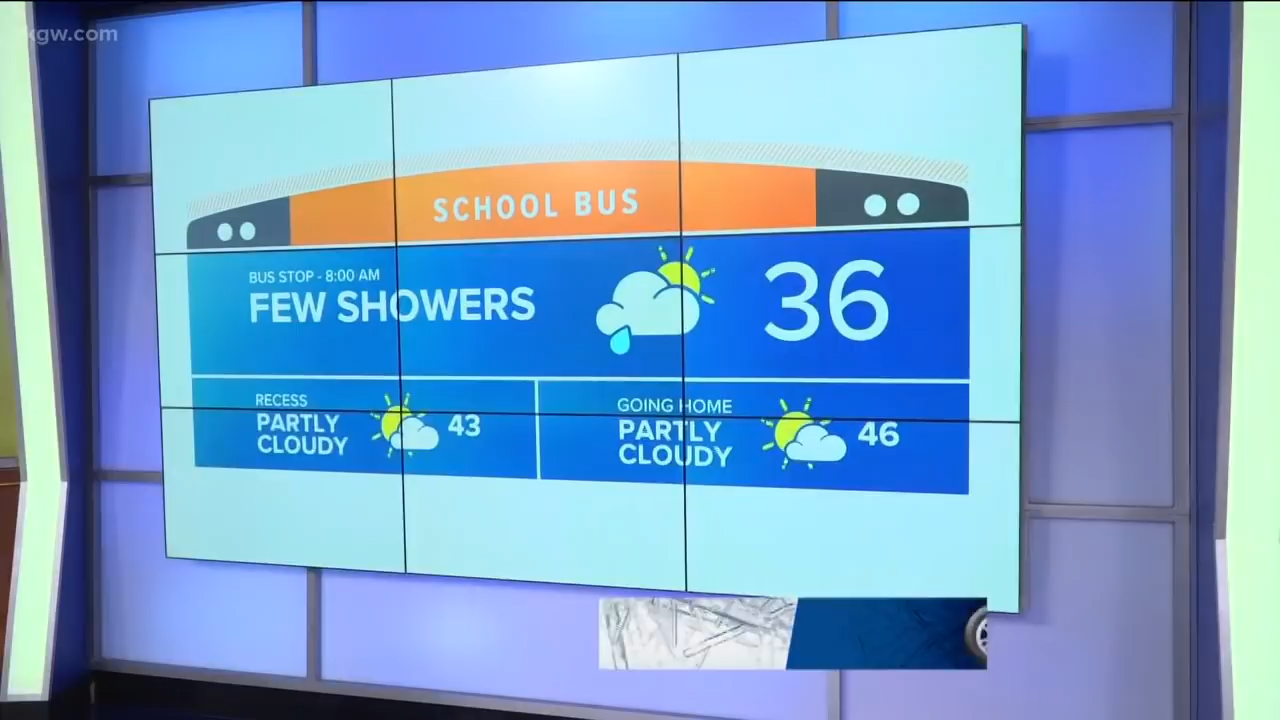 kgw.com
SCHOOL BUS
BUS STOP - 8:00 AM
FEW SHOWERS
36
RECESS
PARTLY
CLOUDY
43
GOING HOME
PARTLY
CLOUDY
46